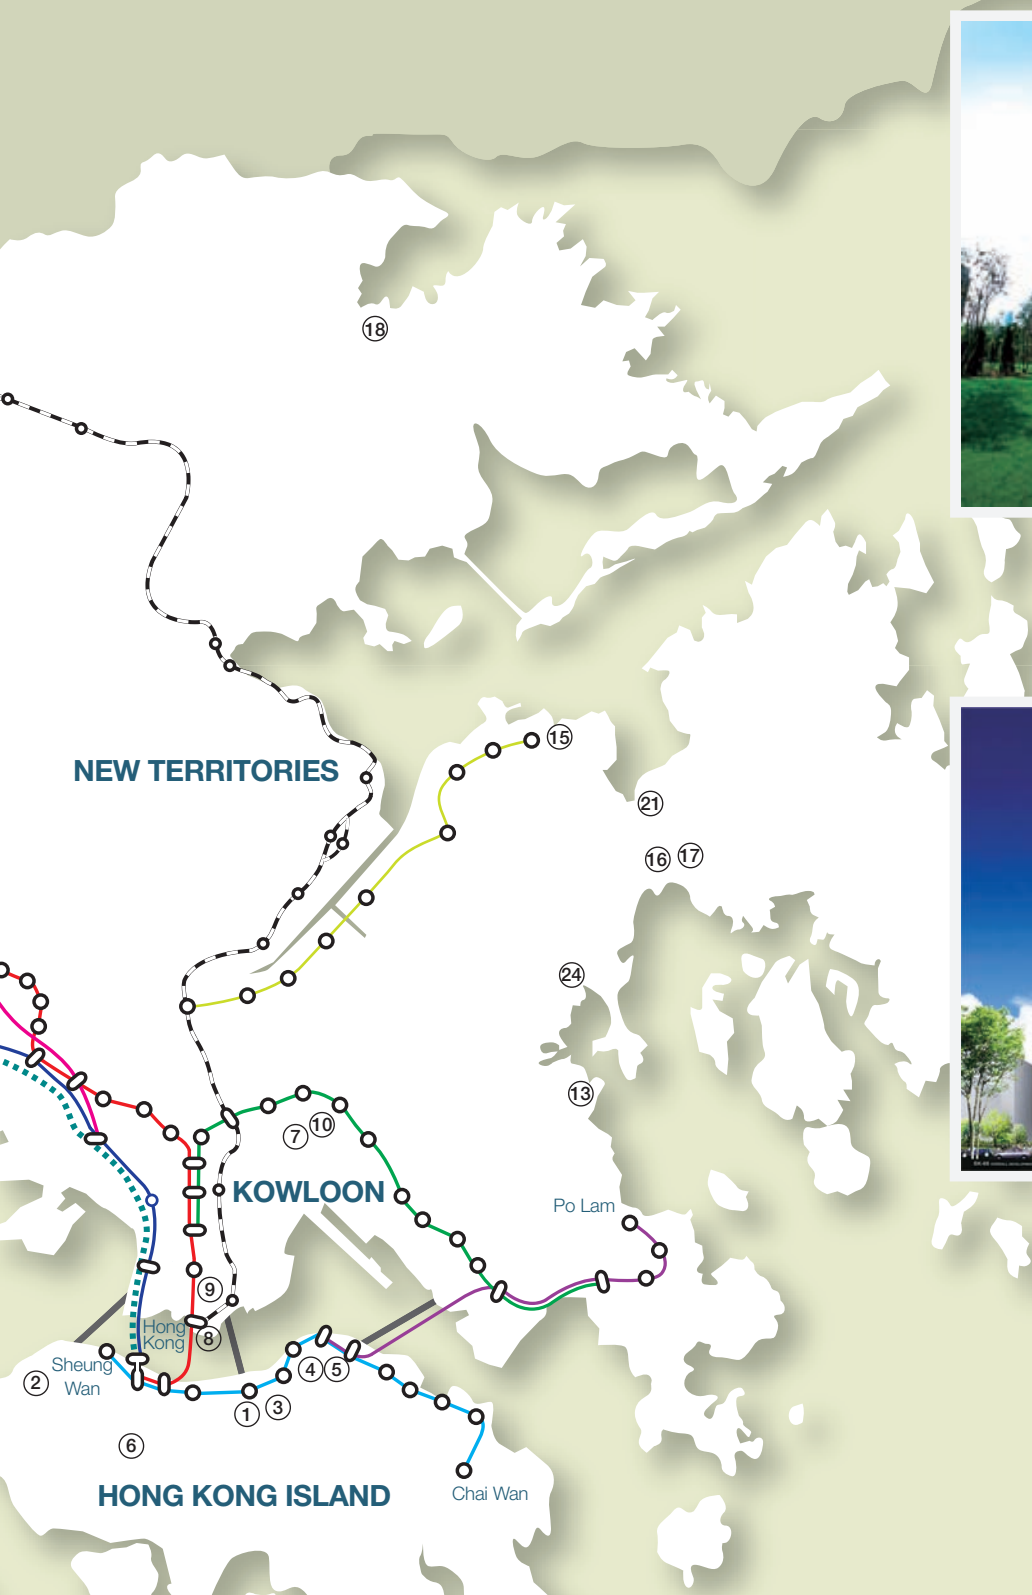 18
15
NEW TERRITORIES
21
16
17
24
13
7
10
KOWLOON
Po Lam
9
Hong
Kong
8
Sheung
Wan
2
4
5
1
3
6
HONG KONG ISLAND
Chai Wan